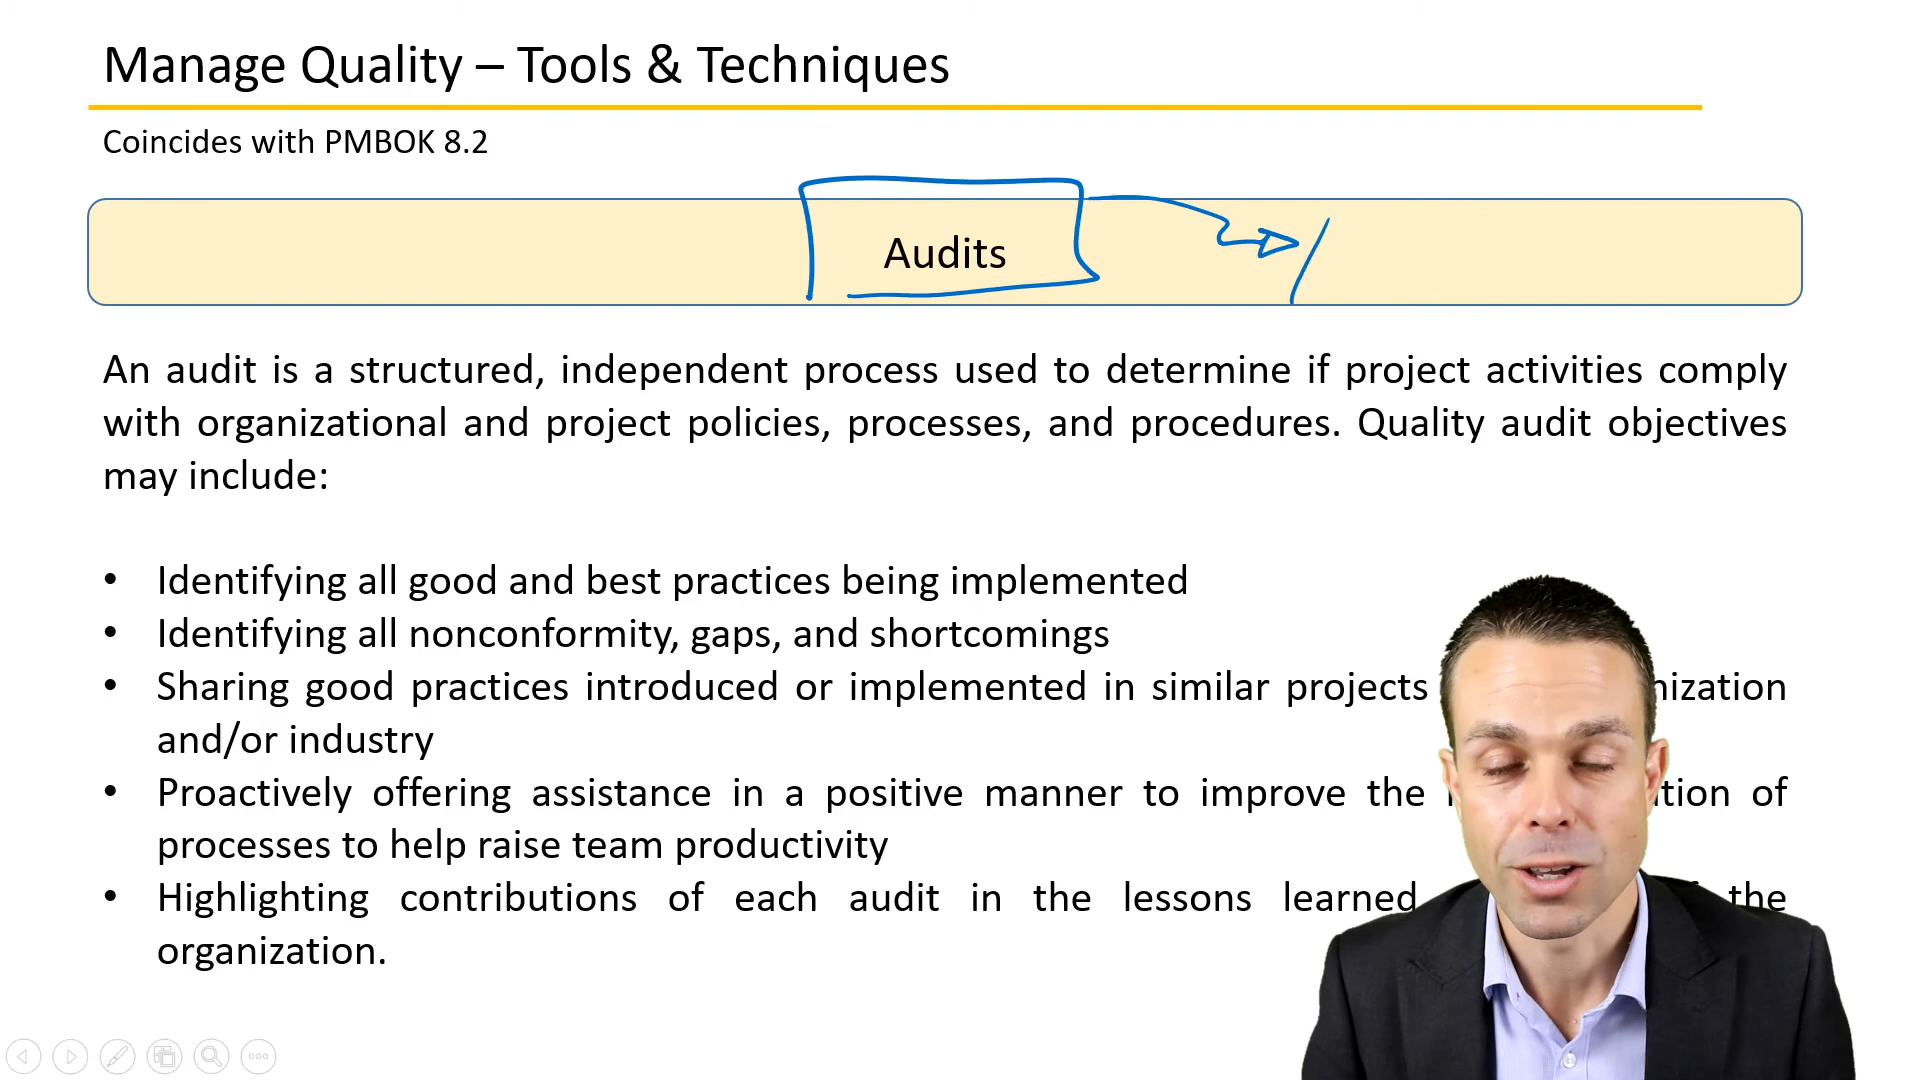 Manage Quality – Tools & Techniques
Coincides with PMBOK 8.2
Audits
An audit is a structured, independent process used to determine if project activities comply
with organizational and project policies, processes, and procedures. Quality audit objectives
may include:
• Identifying all good and best practices being implemented
• Identifying all nonconformity, gaps, and shortcomings
• Sharing good practices introduced or implemented in similar projects
and/or industry
• Proactively offering assistance in a positive manner to improve the of
processes to help raise team productivity
• Highlighting contributions of each audit in the lessons learned the
organization.